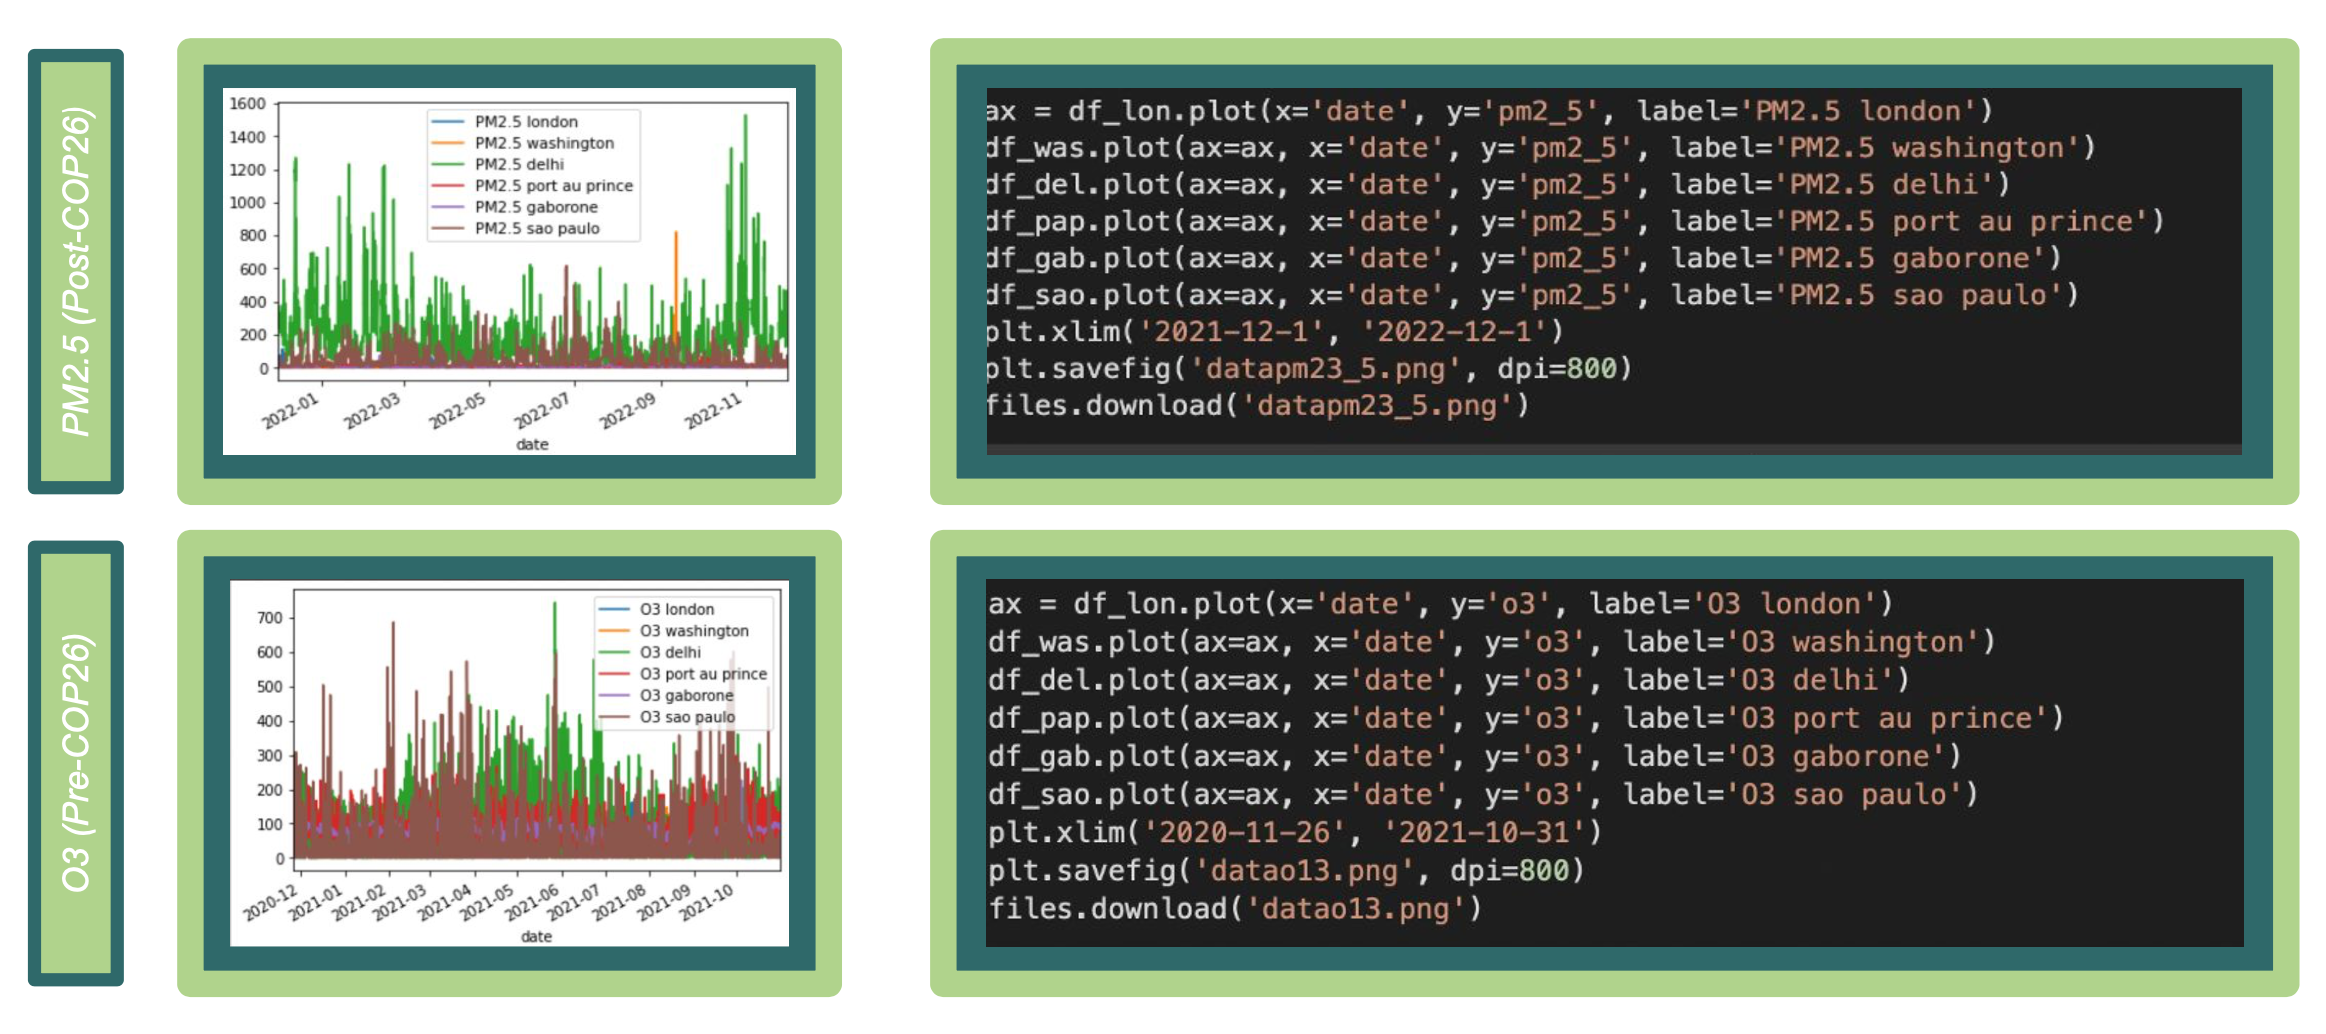 PM2.5 (Post-COP26)
1600
1400
1200
1000
800
600
400
200
0
PM2.5 london
PM2.5 washington
PM2.5 delhi
PM2.5 port au prince
PM2.5 gaborone
PM2.5 sao paulo
2022-01
2022-03
2022-05
2022-07
2022-09
2022-11
date
ax = df_lon.plot(x='date', y='pm2_5', label='PM2.5 london')
df_was.plot(ax=ax, x='date', y='pm2_5', label='PM2.5 washington')
df_del.plot(ax=ax, x='date', y='pm2_5', label='PM2.5 delhi')
df_pap.plot(ax=ax, x='date', y='pm2_5', label='PM2.5 port au prince')
df_gab.plot(ax=ax, x='date', y='pm2_5', label='PM2.5 gaborone')
df_sao.plot(ax=ax, x='date', y='pm2_5', label='PM2.5 sao paulo')
plt.xlim('2021-12-1', '2022-12-1')
plt.savefig('datapm23_5.png', dpi=800)
files.download('datapm23_5.png')
O3 (Pre-COP26)
700
600
500
400
300
200
100
0
O3 london
O3 washington
O3 delhi
O3 port au prince
O3 gaborone
O3 sao paulo
2020-12
2021-01
2021-02
2021-03
2021-04
2021-05
2021-06
2021-07
2021-08
2021-09
2021-10
date
ax = df_lon.plot(x='date', y='o3', label='O3 london')
df_was.plot(ax=ax, x='date', y='o3', label='O3 washington')
df_del.plot(ax=ax, x='date', y='o3', label='O3 delhi')
df_pap.plot(ax=ax, x='date', y='o3', label='O3 port au prince')
df_gab.plot(ax=ax, x='date', y='o3', label='O3 gaborone')
df_sao.plot(ax=ax, x='date', y='o3', label='O3 sao paulo')
plt.xlim('2020-11-26', '2021-10-31')
plt.savefig('datao13.png', dpi=800)
files.download('datao13.png')